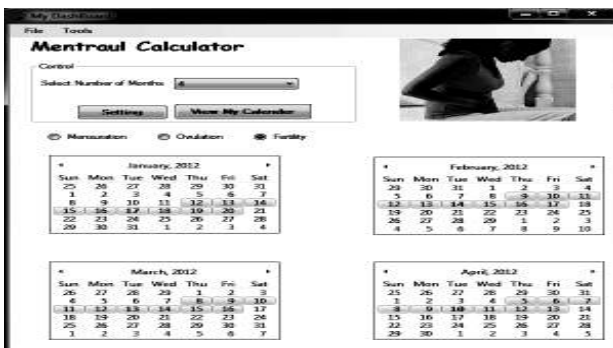 My DashBoard
File Tools
Mentraul Calculator
Control
Select Number of Months 4
Setting View My Calender
Mensuration Ovulation Fertility
January, 2012
Sun Mon Tue Wed Thu Fri Sat
25 26 27 28 29 30 31
1 2 3 4 5 6 7
8 9 10 11 12 13 14
15 16 17 18 19 20 21
22 23 24 25 26 27 28
29 30 31 1 2 3 4
February, 2012
Sun Mon Tue Wed Thu Fri Sat
29 30 31 1 2 3 4
5 6 7 8 9 10 11
12 13 14 15 16 17 18
19 20 21 22 23 24 25
26 27 28 29 1 2 3
4 5 6 7 8 9 10
March, 2012
Sun Mon Tue Wed Thu Fri Sat
26 27 28 29 1 2 3
4 5 6 7 8 9 10
11 12 13 14 15 16 17
18 19 20 21 22 23 24
25 26 27 28 29 30 31
1 2 3 4 5 6 7
April, 2012
Sun Mon Tue Wed Thu Fri Sat
25 26 27 28 29 30 31
1 2 3 4 5 6 7
8 9 10 11 12 13 14
15 16 17 18 19 20 21
22 23 24 25 26 27 28
29 30 1 2 3 4 5